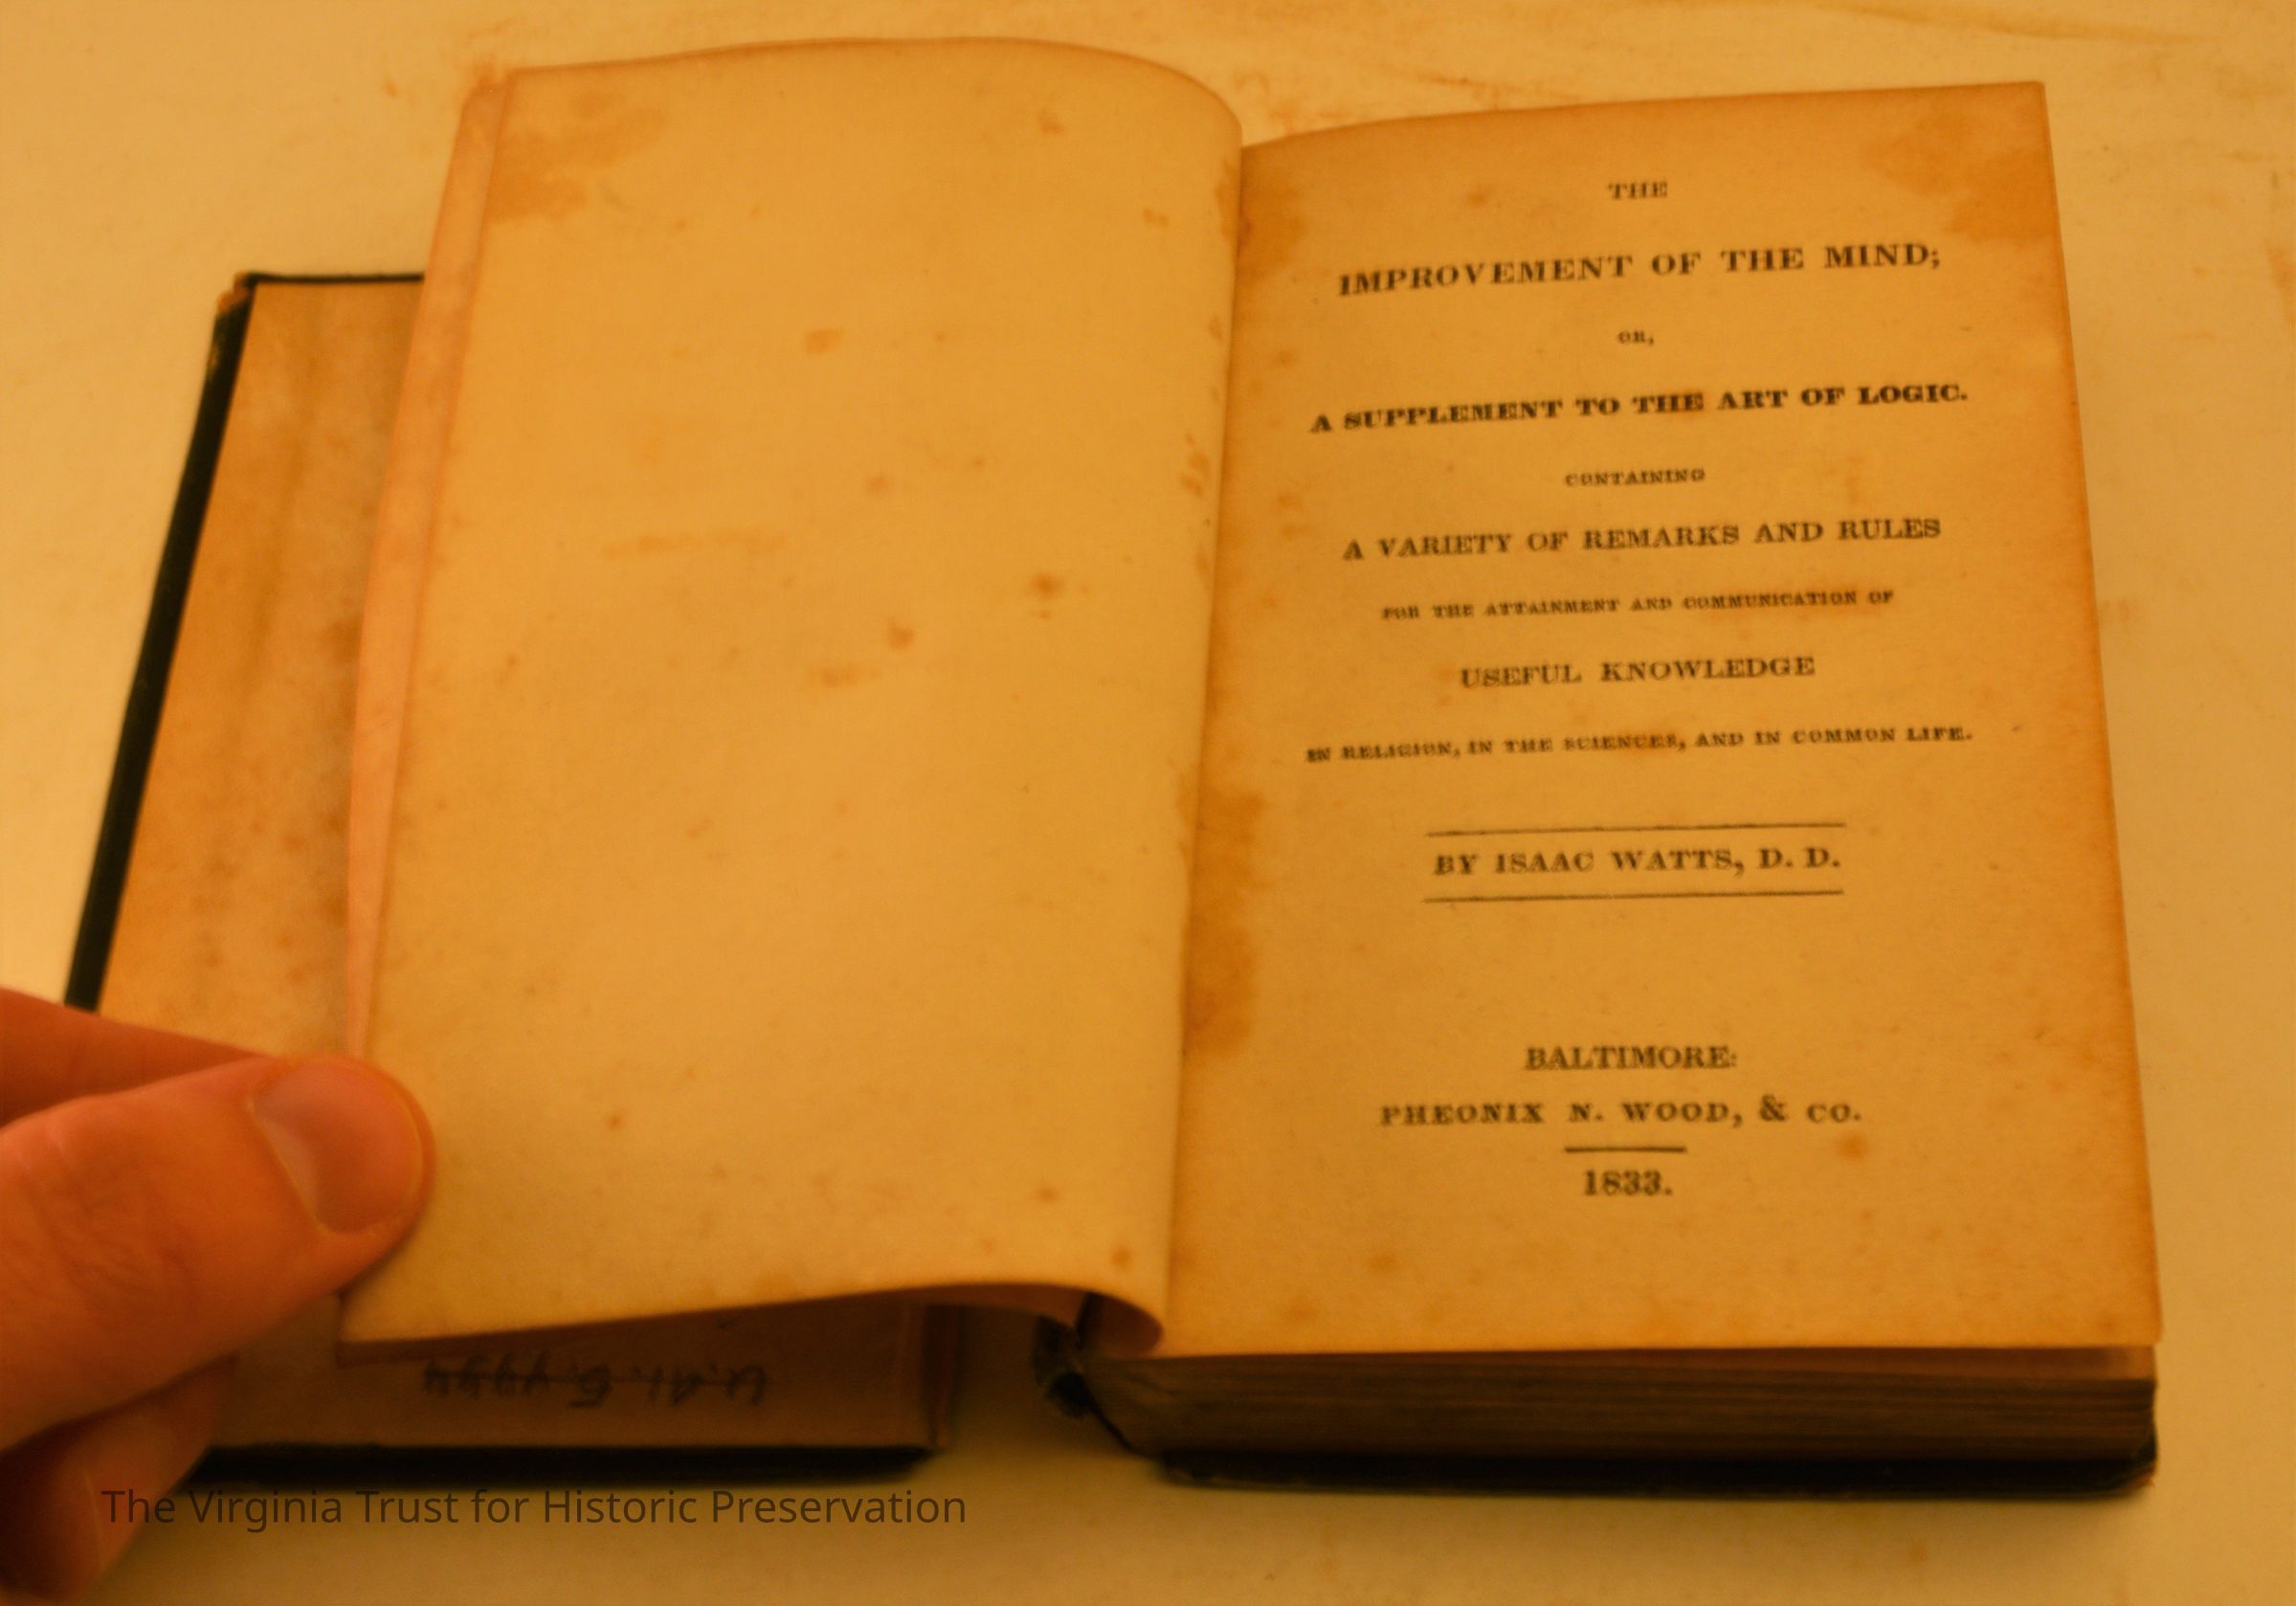 THE
IMPROVEMENT OF THE MIND;
OR,
A SUPPLEMENT TO THE ART OF LOGIC.
CONTAINING
A VARIETY OF REMARKS AND RULES
FOR THE ATTAINMENT AND COMMUNICATION OF
USEFUL KNOWLEDGE
IN RELIGION, IN THE SCIENCES, AND IN COMMON LIFE.
BY ISAAC WATTS, D. D.
BALTIMORE:
PHEONIX N. WOOD, & CO.
1833.
The Virginia Trust for Historic Preservation